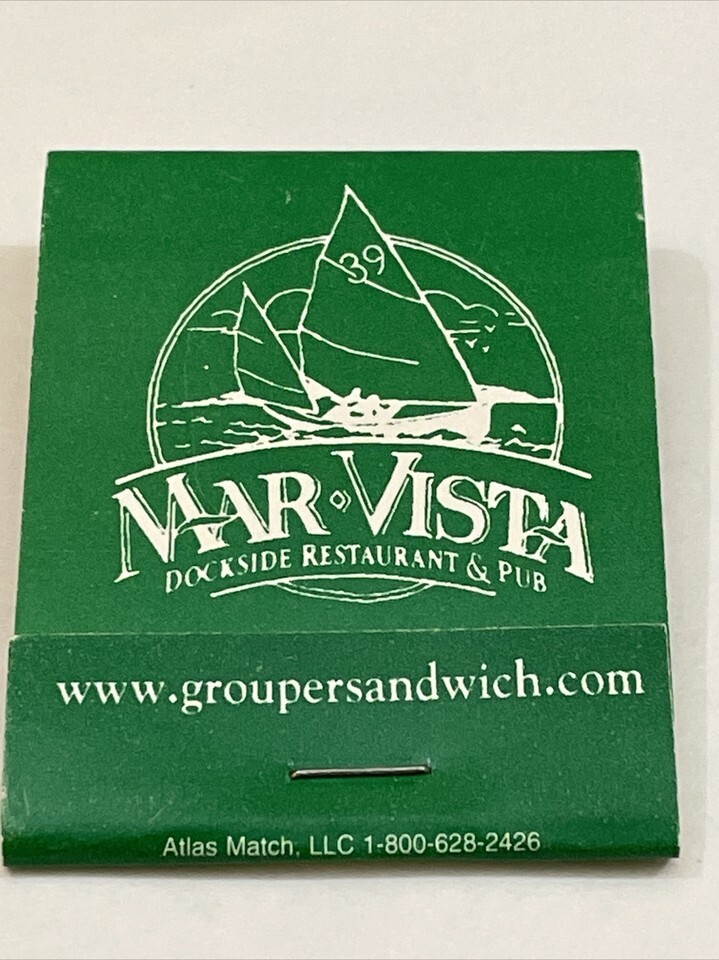 39
MAR VISTA
DOCKSIDE RESTAURANT & PUB
www.groupersandwich.com
Atlas Match, LLC 1-800-628-2426